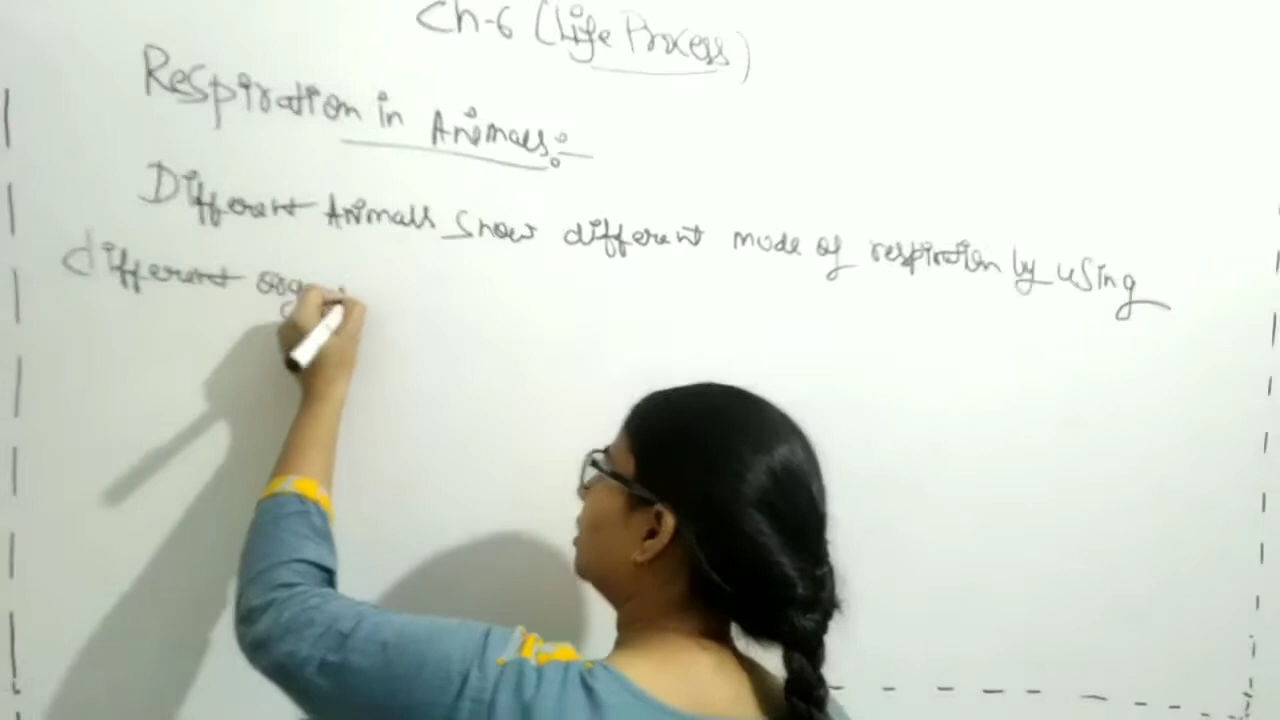 Ch-6 (Life Process)
Respiration in Animals:-
Different Animals Show different mode of respiration by using
different